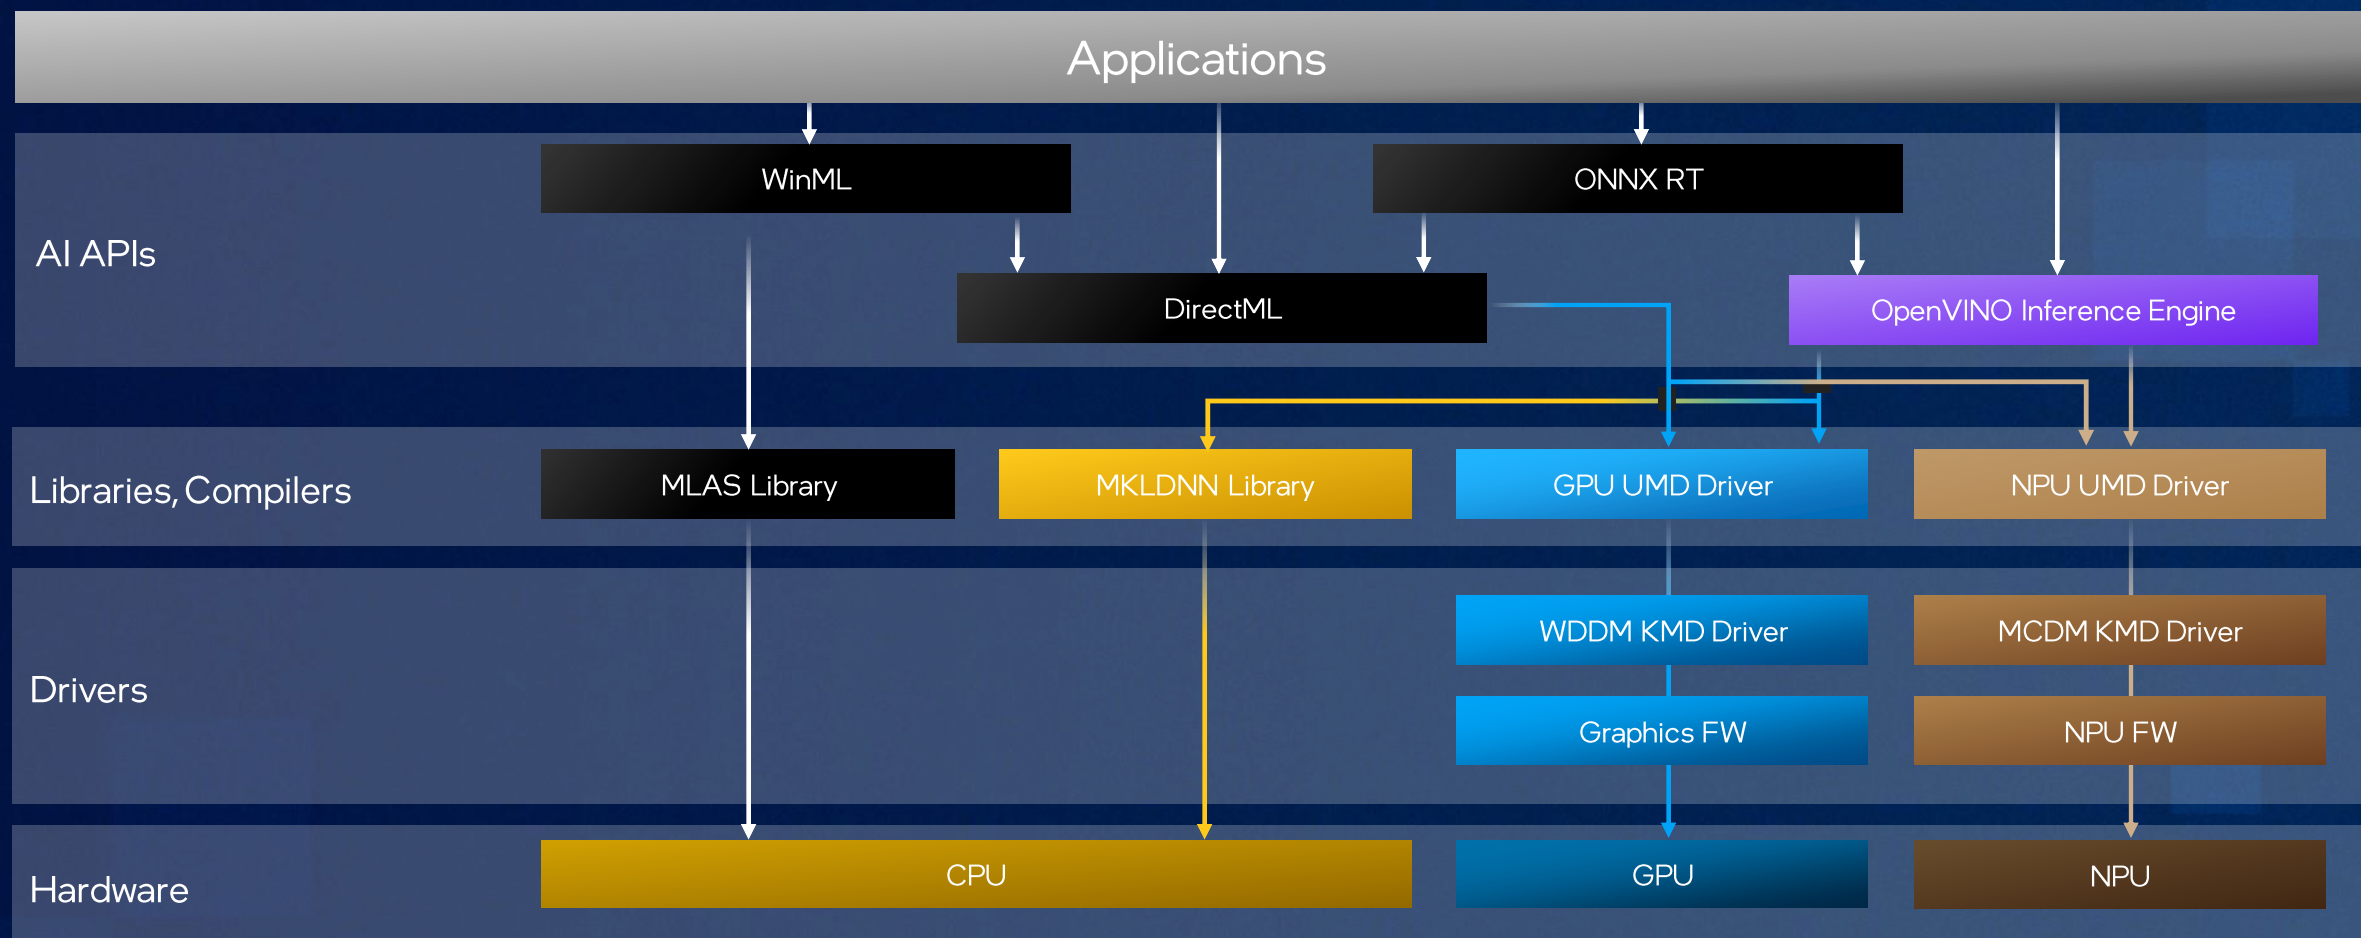 Applications
WinML
ONNX RT
AI APIs
DirectML
OpenVINO Inference Engine
Libraries, Compilers
MLAS Library
MKLDNN Library
GPU UMD Driver
NPU UMD Driver
Drivers
WDDM KMD Driver
MCDM KMD Driver
Graphics FW
NPU FW
Hardware
CPU
GPU
NPU